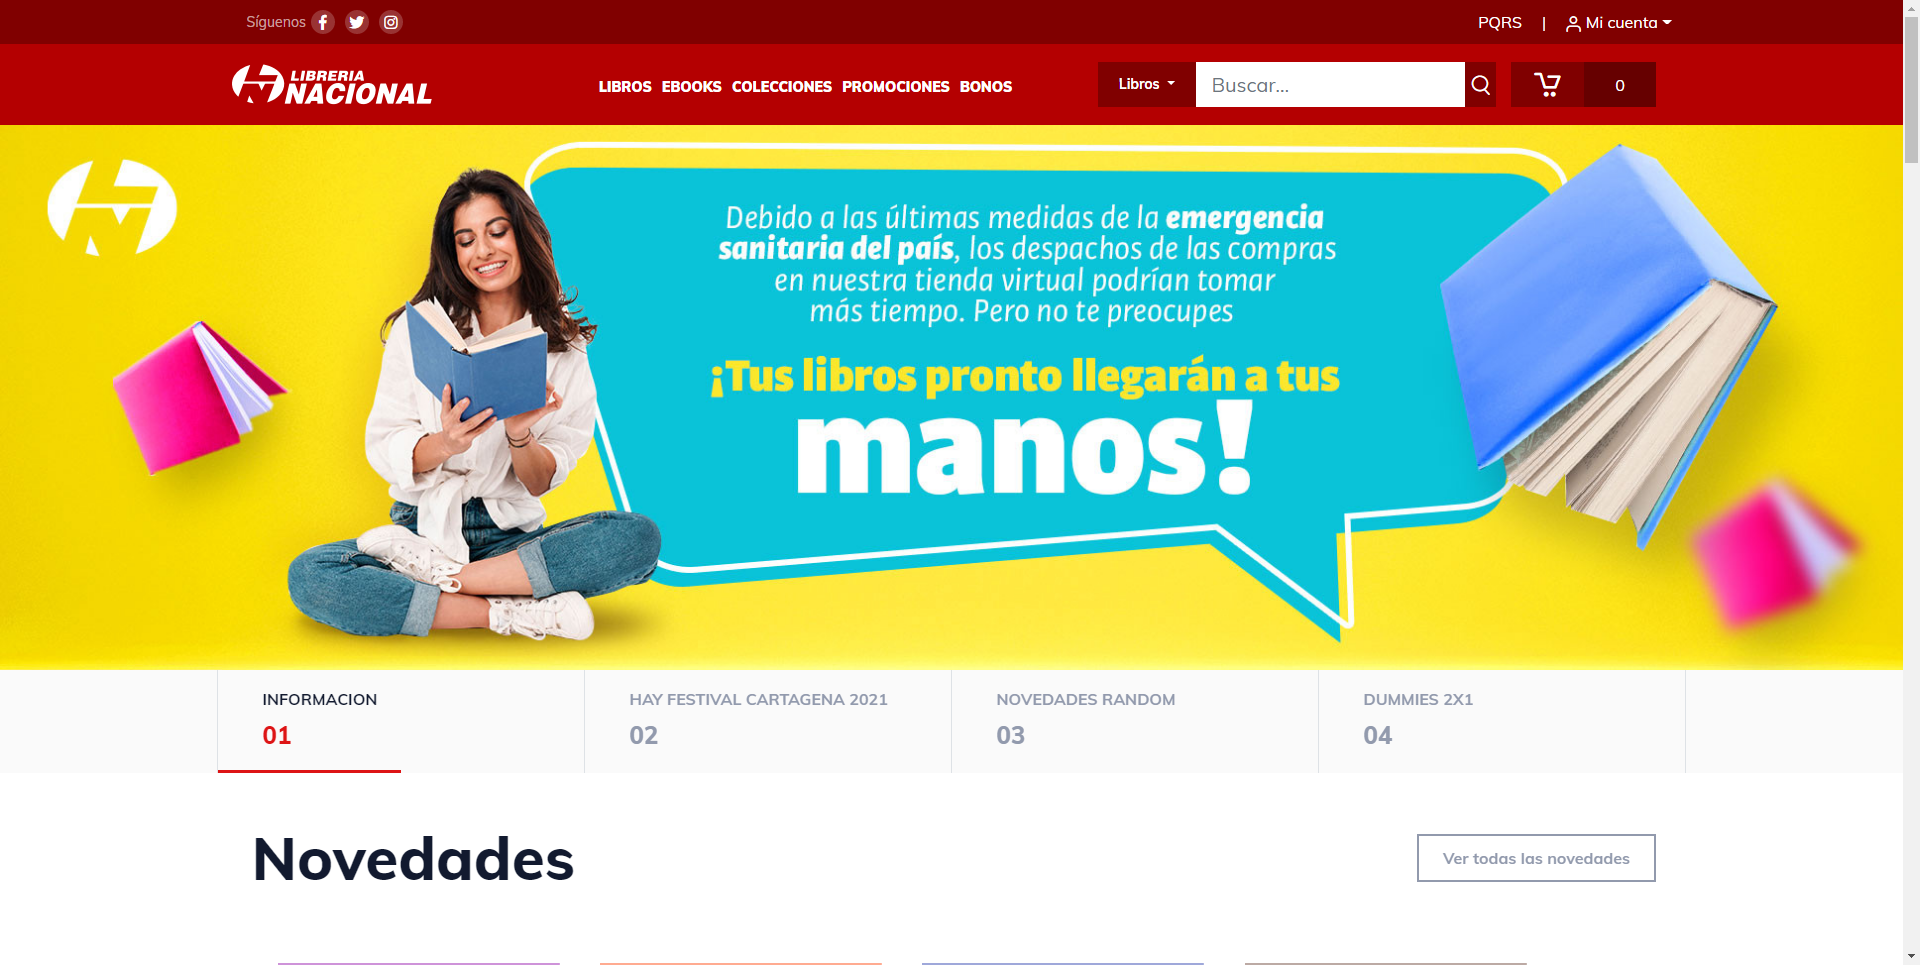 Síguenos
PQRS | Mi cuenta
LIBRERIA
NACIONAL
LIBROS EBOOKS COLECCIONES PROMOCIONES BONOS
Libros
Buscar...
0
Debido a las últimas medidas de la emergencia
sanitaria del país, los despachos de las compras
en nuestra tienda virtual podrían tomar
más tiempo. Pero no te preocupes
¡Tus libros pronto llegarán a tus
manos!
INFORMACION
01
HAY FESTIVAL CARTAGENA 2021
02
NOVEDADES RANDOM
03
DUMMIES 2X1
04
Novedades
Ver todas las novedades